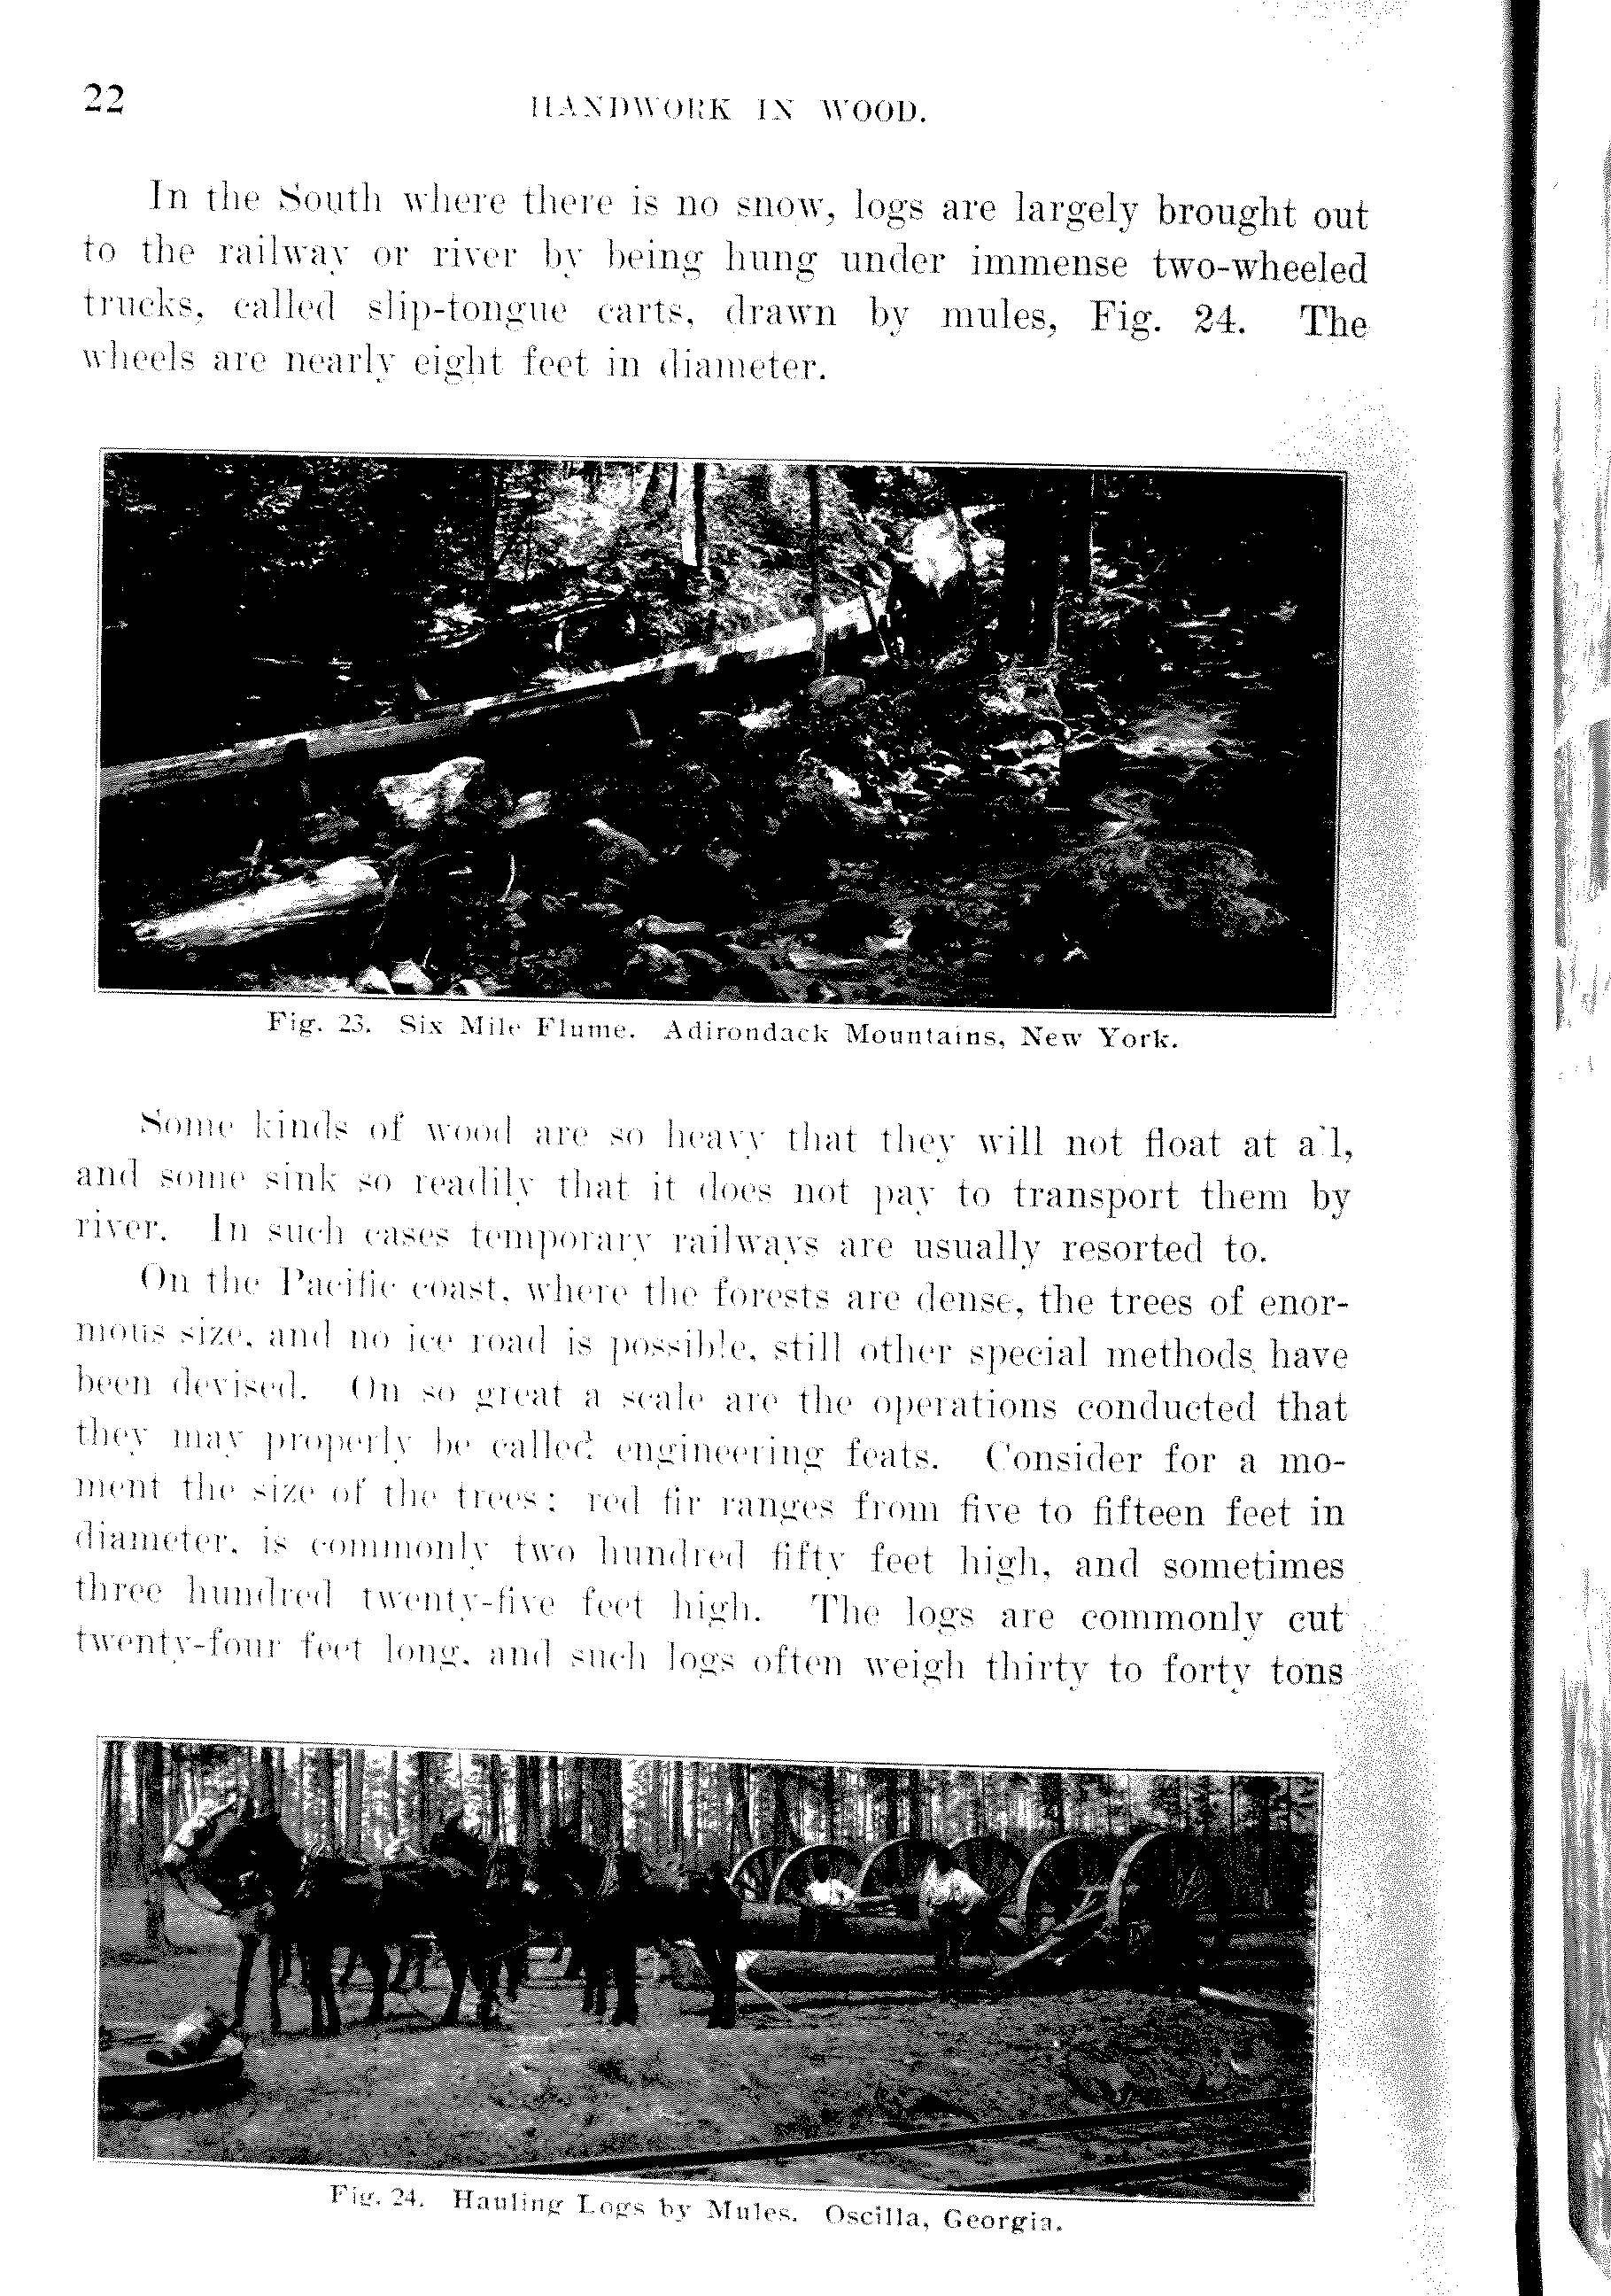 22
HANDWORK IN WOOD.
In the South where there is no snow, logs are largely brought out
to the railway or river by being hung under immense two-wheeled
trucks, called slip-tongue carts, drawn by mules, Fig. 24. The
wheels are nearly eight feet in diameter.
Fig. 23. Six Mile Flume. Adirondack Mountains, New York.
Some kinds of wood are so heavy that they will not float at all,
and some sink so readily that it does not pay to transport them by
river. In such cases temporary railways are usually resorted to.
On the Pacific coast, where the forests are dense, the trees of enor-
mous size, and no ice road is possible, still other special methods have
been devised. On so great a scale are the operations conducted that
they may properly be called engineering feats. Consider for a mo-
ment the size of the trees: red fir ranges from five to fifteen feet in
diameter, is commonly two hundred fifty feet high, and sometimes
three hundred twenty-five feet high. The logs are commonly cut
twenty-four feet long, and such logs often weigh thirty to forty tons
Fig. 24. Hauling Logs by Mules. Oscilla, Georgia.